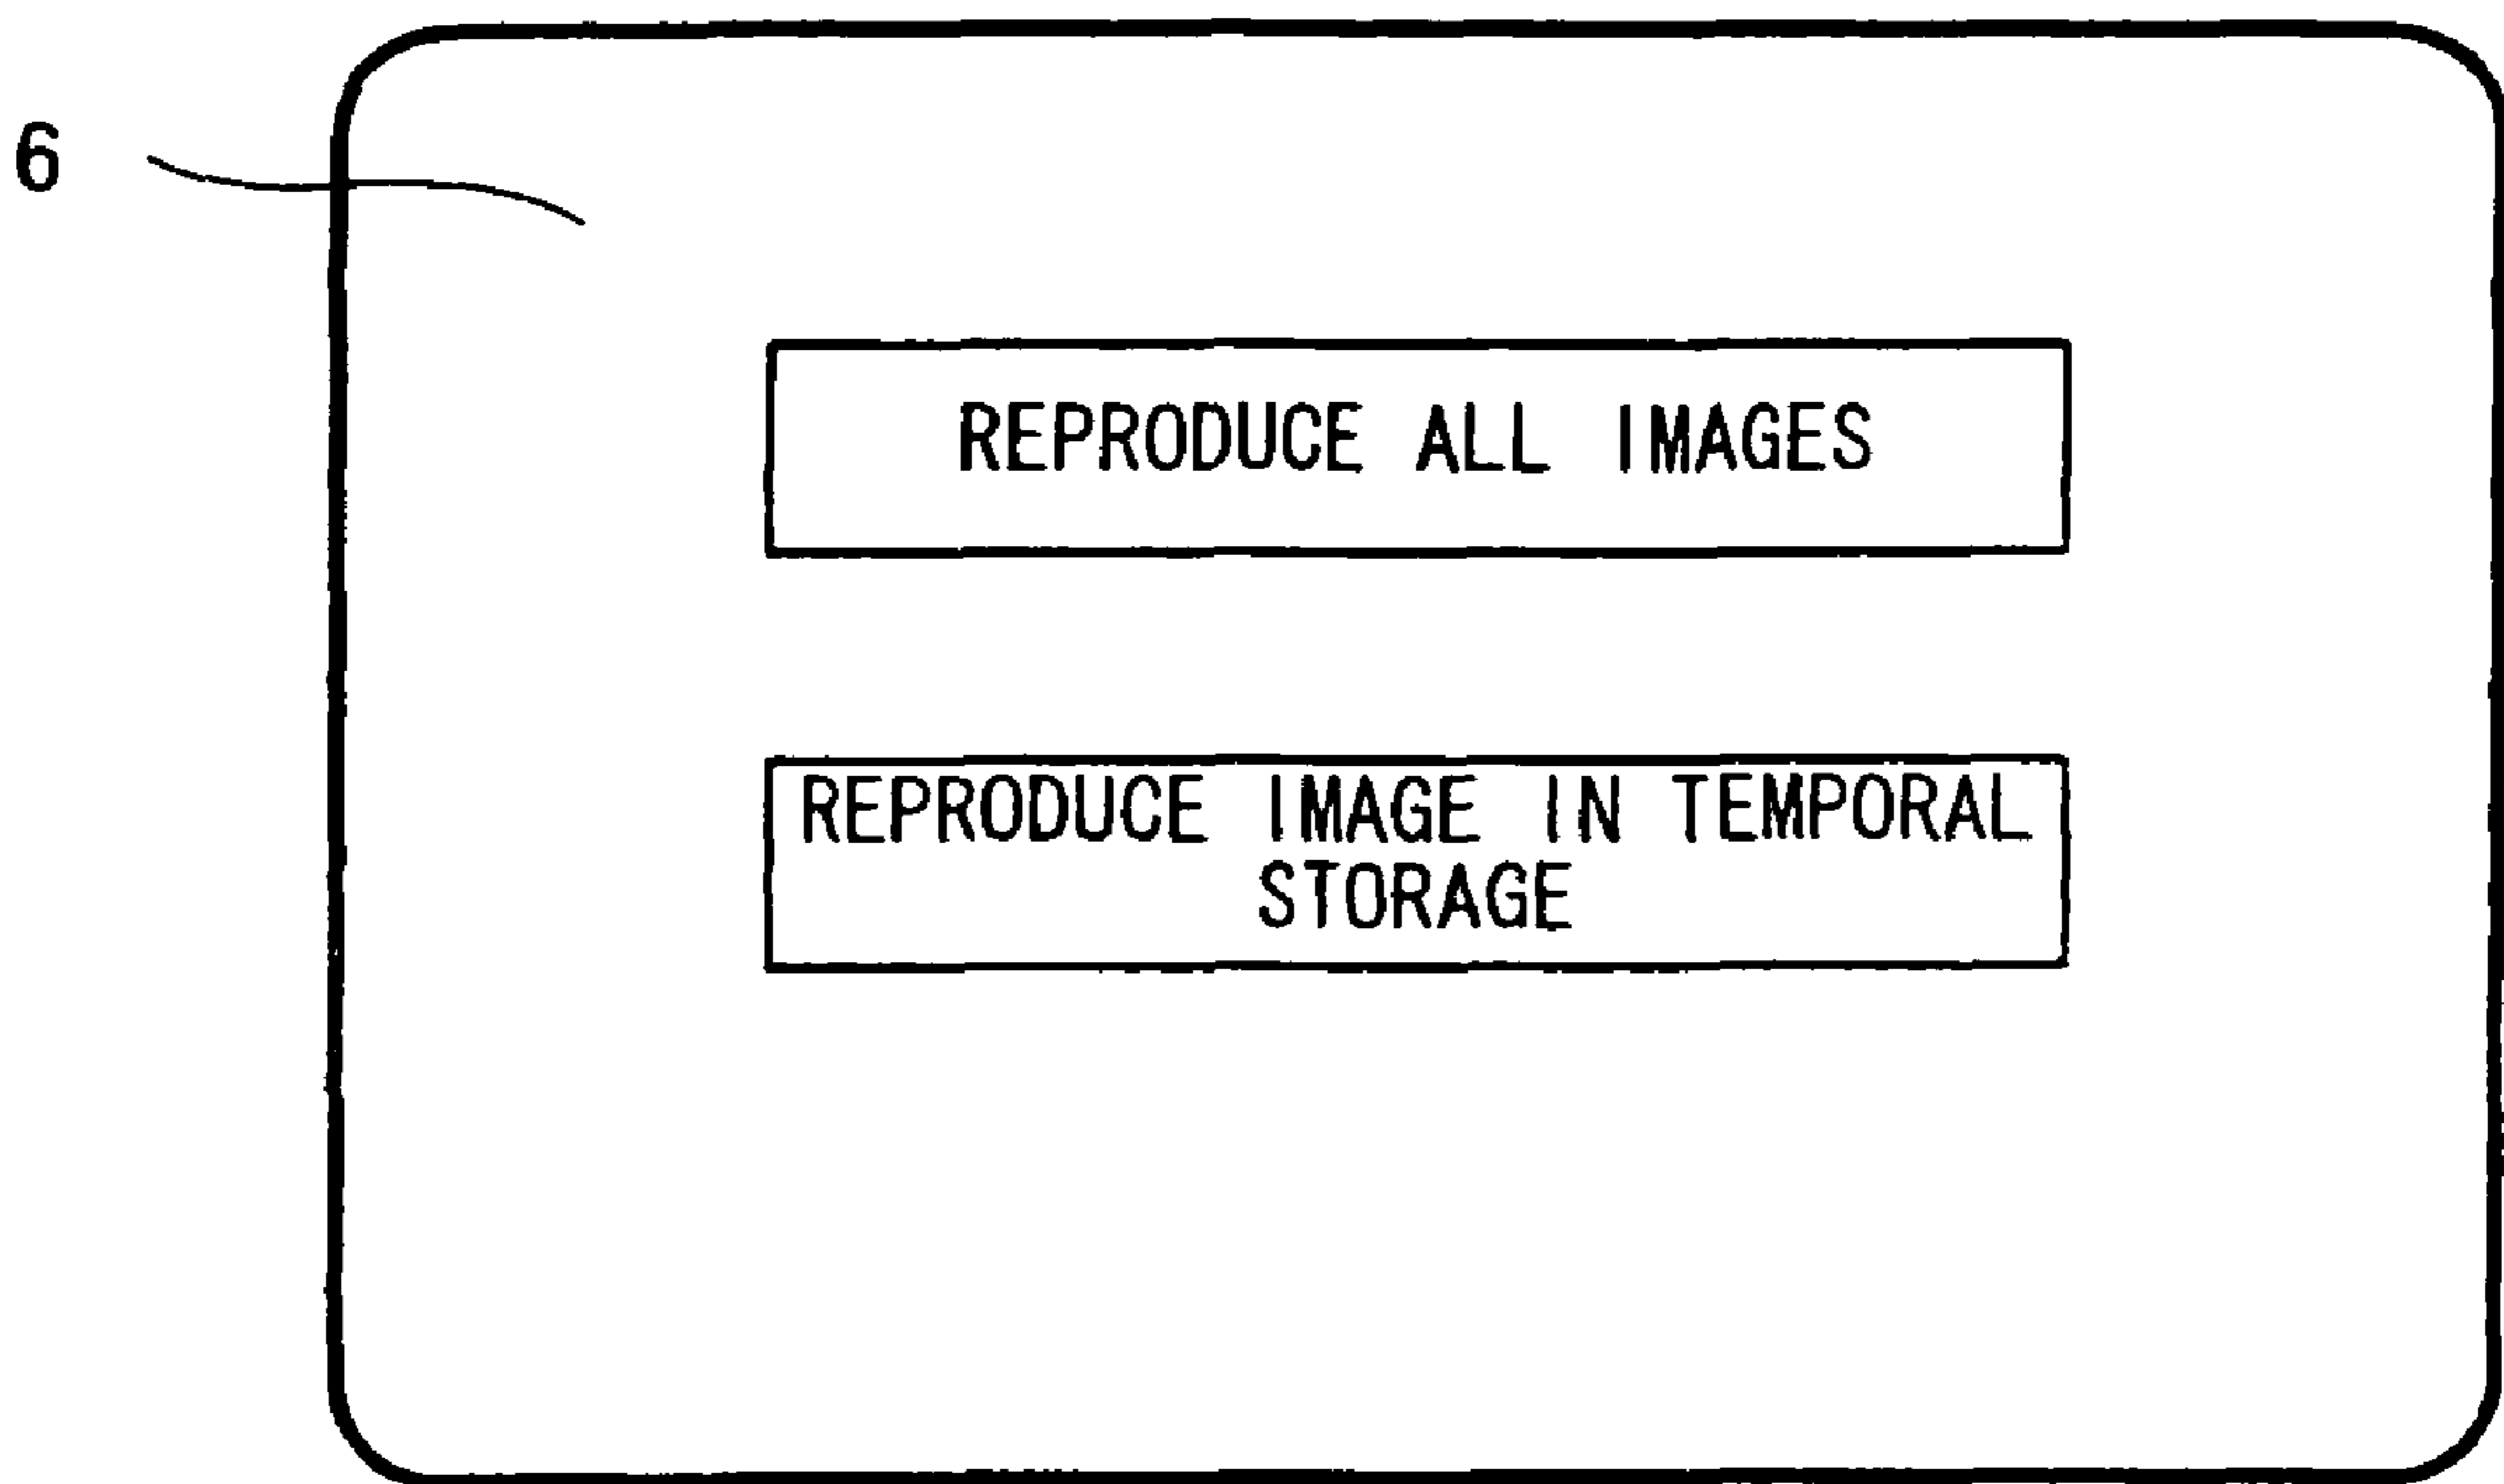 6
REPRODUCE ALL IMAGES
REPRODUCE IMAGE IN TEMPORAL
STORAGE